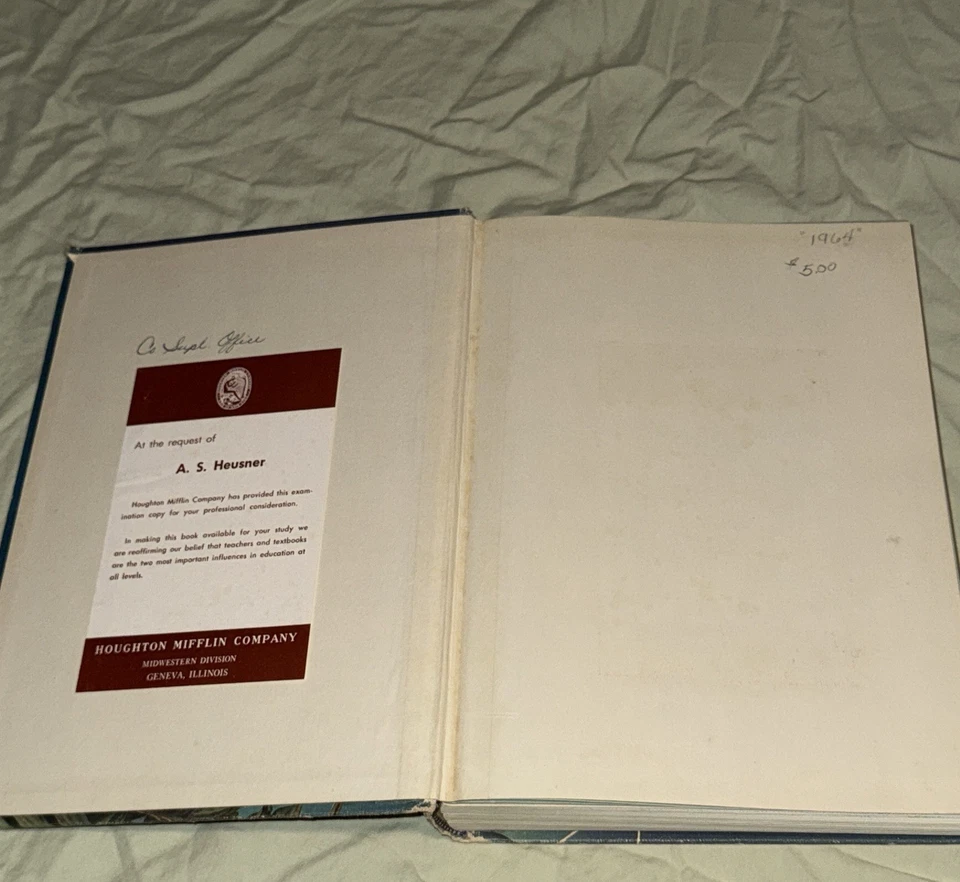 Co Supt. Office
At the request of
A. S. Heusner
Houghton Mifflin Company has provided this exam-
ination copy for your professional consideration.
In making this book available for your study we
are reaffirming our belief that teachers and textbooks
are the two most important influences in education at
all levels.
HOUGHTON MIFFLIN COMPANY
MIDWESTERN DIVISION
GENEVA, ILLINOIS
"1964"
$5.00